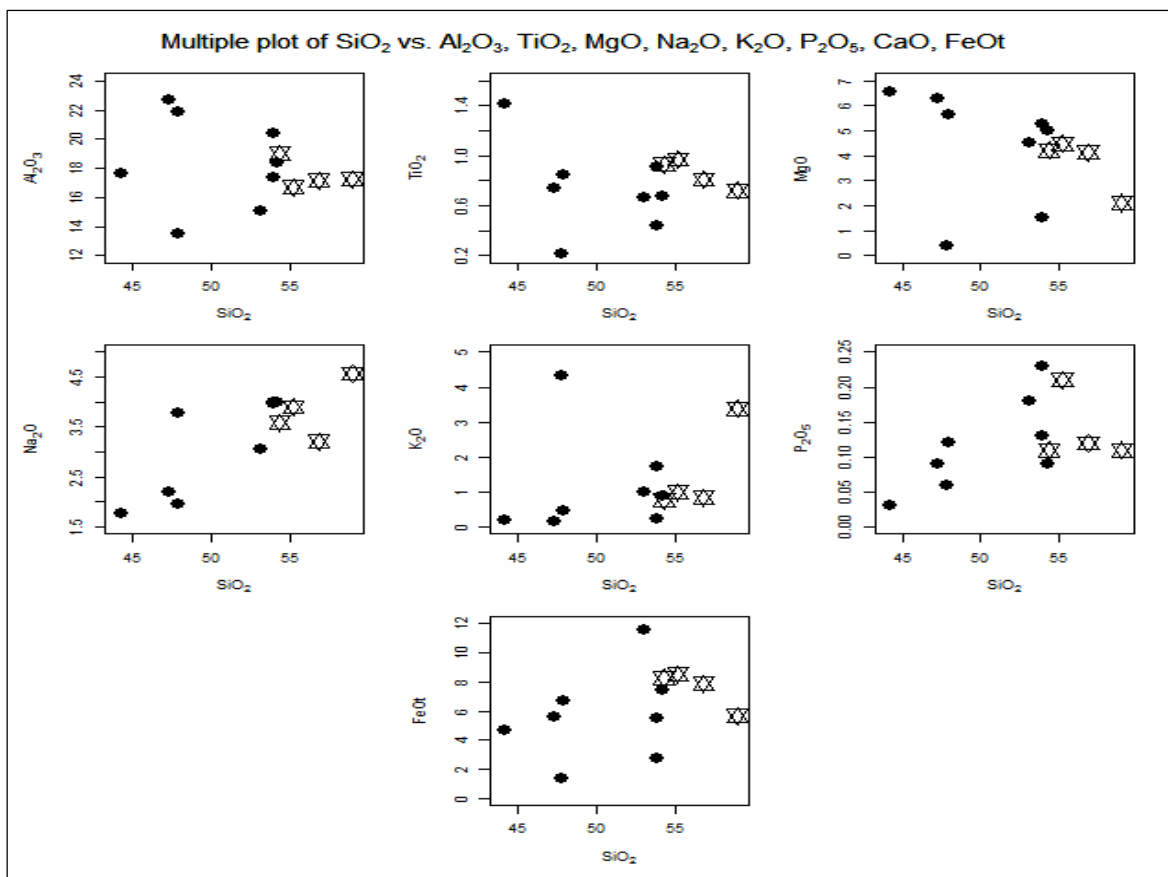 Multiple plot of SiO₂ vs. Al₂O₃, TiO₂, MgO, Na₂O, K₂O, P₂O₅, CaO, FeOt
Al₂O₃
12 14 16 18 20 22 24
45 50 55
SiO₂
TiO₂
0.2 0.6 1.0 1.4
45 50 55
SiO₂
MgO
0 1 2 3 4 5 6 7
45 50 55
SiO₂
Na₂O
1.5 2.5 3.5 4.5
45 50 55
SiO₂
K₂O
0 1 2 3 4 5
45 50 55
SiO₂
P₂O₅
0.00 0.05 0.10 0.15 0.20 0.25
45 50 55
SiO₂
FeOt
0 2 4 6 8 10 12
45 50 55
SiO₂